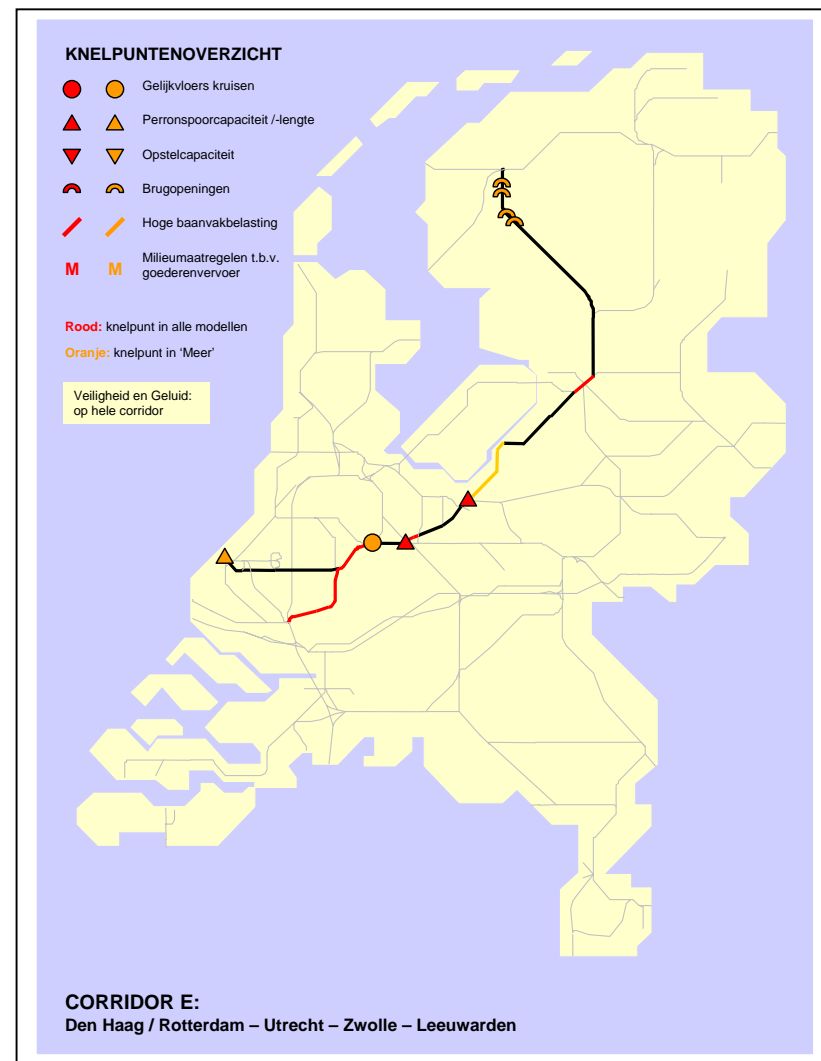 KNELPUNTENOVERZICHT
Gelijkvloers kruisen
Perronspoorcapaciteit /-lengte
Opstelcapaciteit
Brugopeningen
Hoge baanvakbelasting
M M Milieumaatregelen t.b.v.
goederenvervoer
Rood: knelpunt in alle modellen
Oranje: knelpunt in ‘Meer’
Veiligheid en Geluid:
op hele corridor
CORRIDOR E:
Den Haag / Rotterdam – Utrecht – Zwolle – Leeuwarden